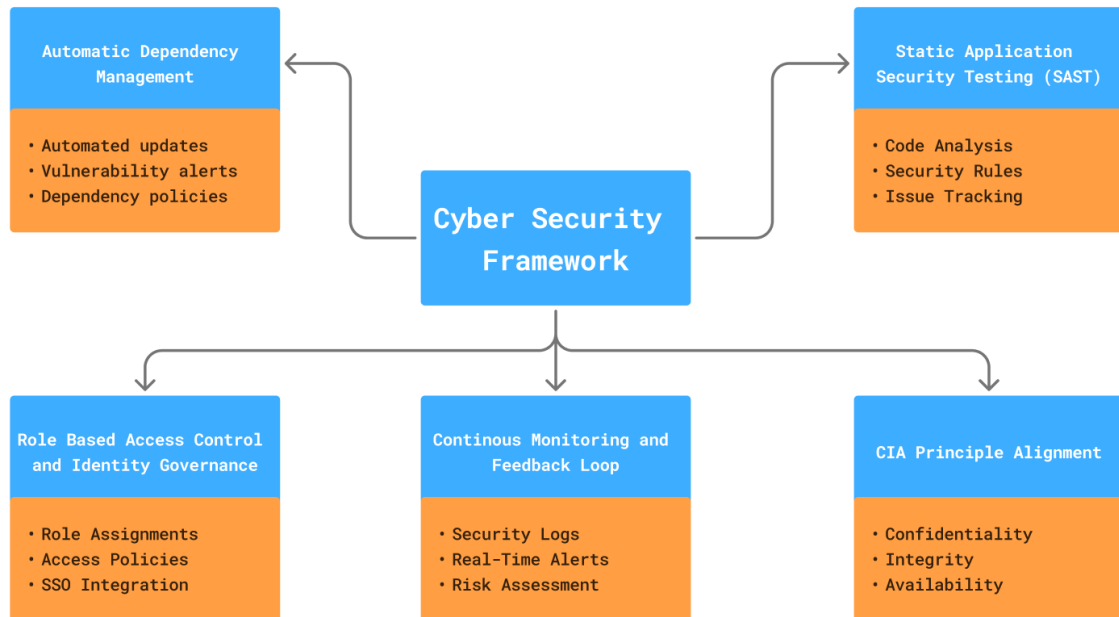 Automatic Dependency
Management
• Automated updates
• Vulnerability alerts
• Dependency policies
Static Application
Security Testing (SAST)
• Code Analysis
• Security Rules
• Issue Tracking
Cyber Security
Framework
Role Based Access Control
and Identity Governance
• Role Assignments
• Access Policies
• SSO Integration
Continous Monitoring and
Feedback Loop
• Security Logs
• Real-Time Alerts
• Risk Assessment
CIA Principle Alignment
• Confidentiality
• Integrity
• Availability